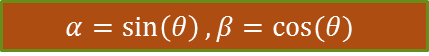 α = sin(θ) , β = cos(θ)